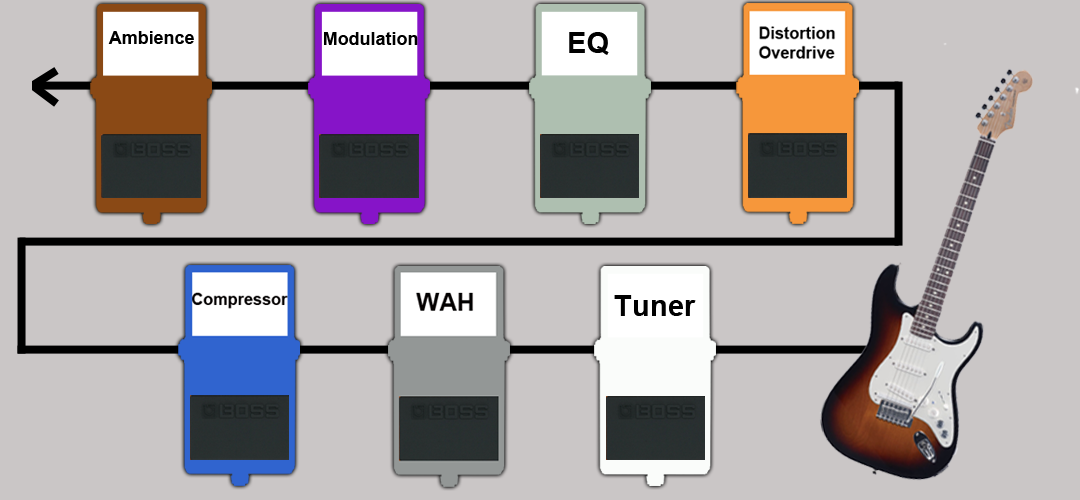 Ambience
Modulation
EQ
Distortion
Overdrive
BOSS
BOSS
BOSS
BOSS
Compressor
WAH
Tuner
BOSS
BOSS
BOSS